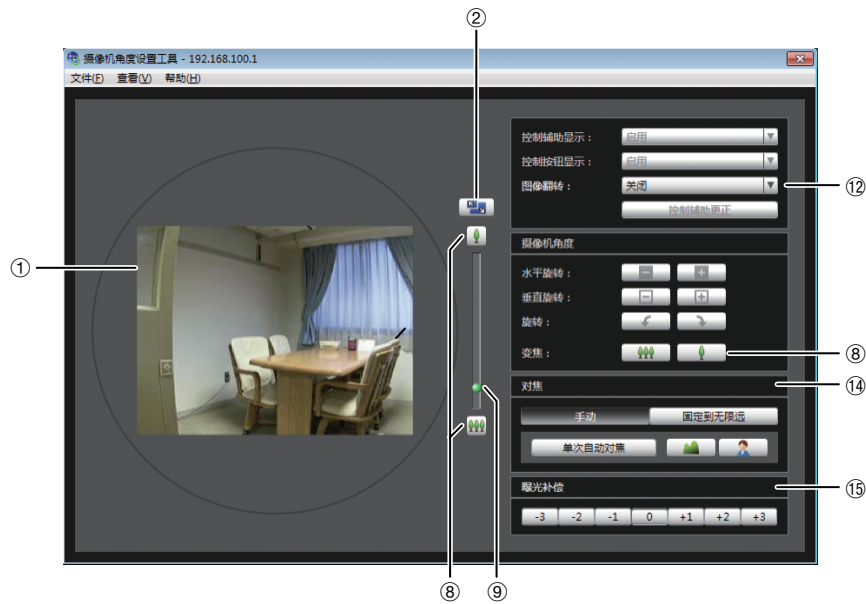 ②
摄像机角度设置工具 - 192.168.100.1
文件(F) 查看(V) 帮助(H)
控制辅助显示： 启用
控制按钮显示： 启用
图像翻转： 关闭
⑫
控制辅助更正
①
摄像机角度
水平旋转：
垂直旋转：
旋转：
变焦：
⑧
对焦
⑭
手动 固定到无限远
单次自动对焦
曝光补偿
⑮
-3 -2 -1 0 +1 +2 +3
⑧ ⑨